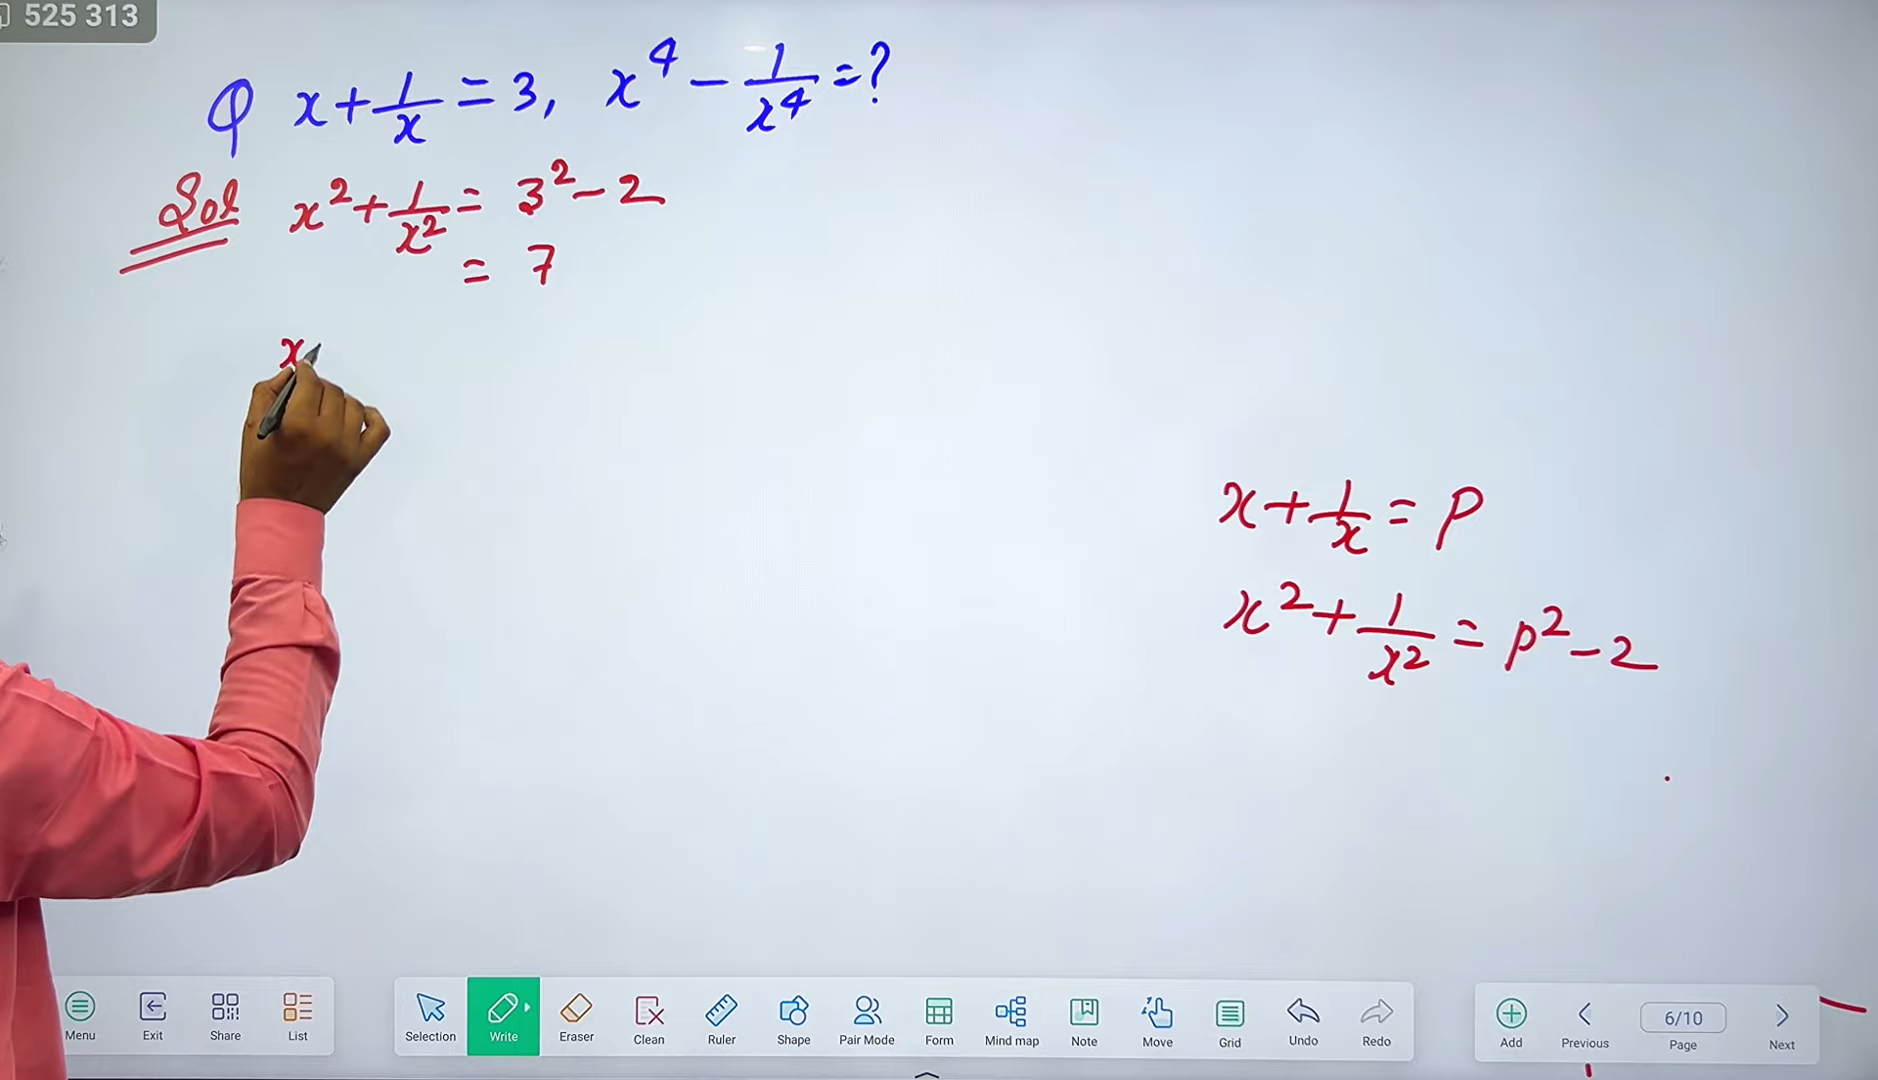 525 313
Q x + 1/x = 3, x⁴ - 1/x⁴ = ?
Sol x² + 1/x² = 3² - 2
= 7
x
x + 1/x = p
x² + 1/x² = p² - 2
Menu Exit Share List Selection Write Eraser Clean Ruler Shape Pair Mode Form Mind map Note Move Grid Undo Redo Add Previous 6/10 Page Next